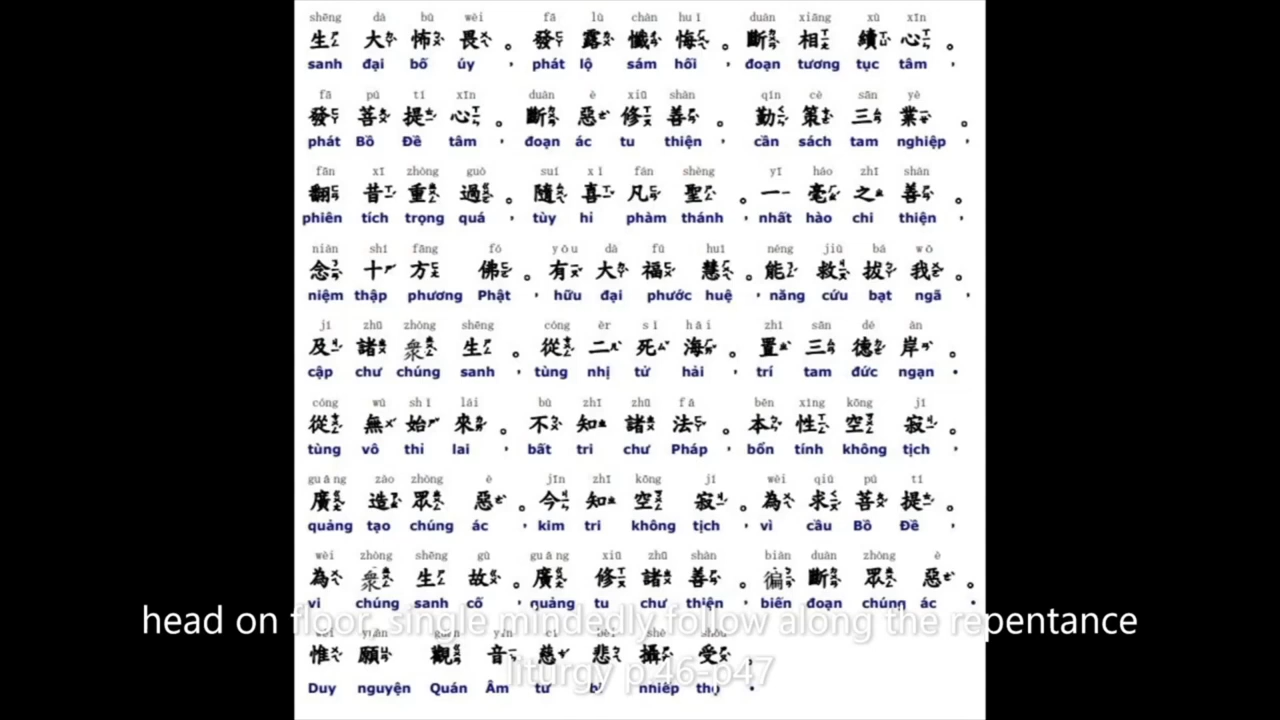 shēng dà bù wèi fā lù chàn huǐ duàn xiāng xù xīn
生大怖畏。發露懺悔。斷相續心。
sanh đại bố úy , phát lộ sám hối , đoạn tương tục tâm ,
fā pú tí xīn duàn è xiū shàn qín cè sān yè
發菩提心。斷惡修善。勤策三業。
phát Bồ Đề tâm , đoạn ác tu thiện , cần sách tam nghiệp ,
fān xī zhòng guò suí xǐ fán shèng yī háo zhī shàn
翻昔重過。隨喜凡聖。一毫之善。
phiên tích trọng quá , tùy hỉ phàm thánh , nhất hào chi thiện ,
niàn shí fāng fó yǒu dà fú huì néng jiù bá wǒ
念十方佛。有大福慧。能救拔我。
niệm thập phương Phật , hữu đại phước huệ , năng cứu bạt ngã ,
jí zhū zhòng shēng cóng èr sǐ hǎi zhì sān dé àn
及諸衆生。從二死海。置三德岸。
cập chư chúng sanh , tùng nhị tử hải , trí tam đức ngạn •
cóng wú shǐ lái bù zhī zhū fǎ běn xìng kōng jí
從無始來。不知諸法。本性空寂。
tùng vô thỉ lai , bất tri chư Pháp , bổn tính không tịch ,
guǎng zào zhòng è jīn zhī kōng jí wèi qiú pú tí
廣造眾惡。今知空寂。為求菩提。
quảng tạo chúng ác , kim tri không tịch , vì cầu Bồ Đề ,
wèi zhòng shēng gù guǎng xiū zhū shàn biàn duàn zhòng è
為衆生故。廣修諸善。徧斷眾惡。
vì chúng sanh cố , quảng tu chư thiện , biến đoạn chúng ác •
head on floor, single mindedly follow along the repentance
惟願觀音慈悲攝受。
liturgy p.46-p47
Duy nguyện Quán Âm từ bi nhiếp thọ •